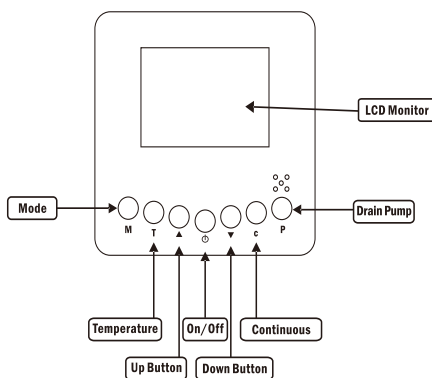 LCD Monitor
Mode
Drain Pump
M T ▲ ▼ c P
Temperature
On/Off
Continuous
Up Button
Down Button